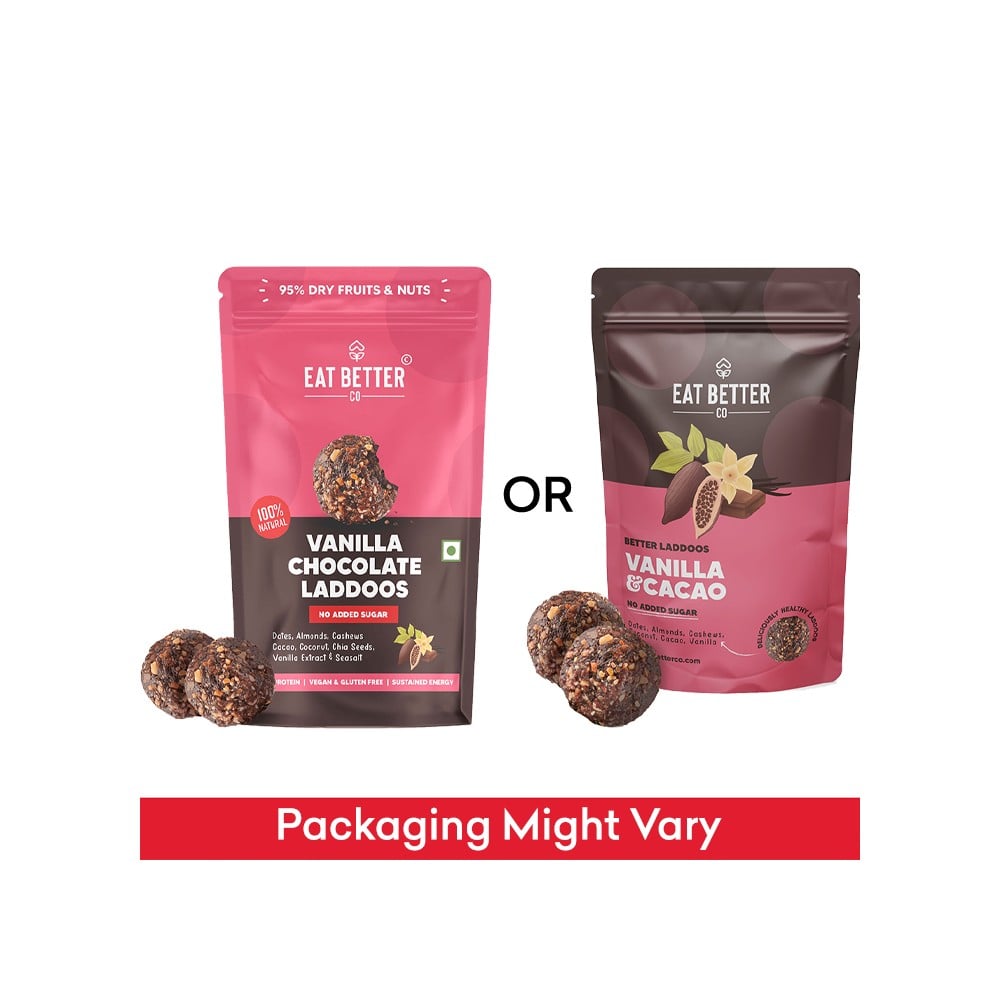 95% DRY FRUITS & NUTS
EAT BETTER
CO
©
100%
NATURAL
VANILLA
CHOCOLATE
LADDOOS
NO ADDED SUGAR
Dates, Almonds, Cashews
Cacao, Coconut, Chia Seeds,
Vanilla Extract & Seasalt
| VEGAN & GLUTEN FREE | SUSTAINED ENERGY
OR
EAT BETTER
CO
BETTER LADDOOS
VANILLA
&CACAO
NO ADDED SUGAR
Dates, Almonds, Cashews,
Cacao, Vanilla
DELICIOUSLY HEALTHY LADDOOS
Packaging Might Vary